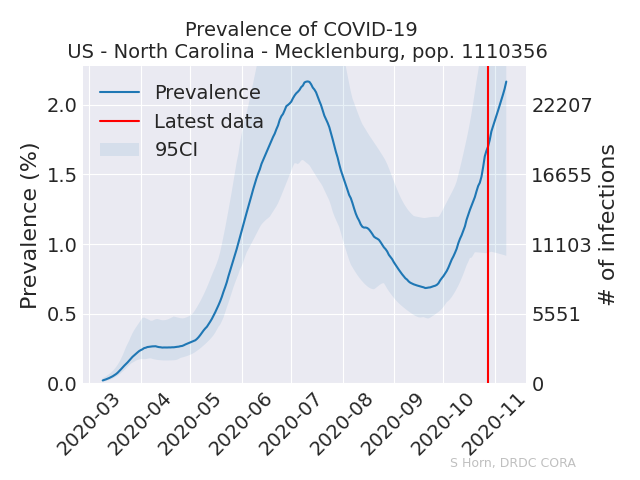 Prevalence of COVID-19
US - North Carolina - Mecklenburg, pop. 1110356
Prevalence
Latest data
95CI
Prevalence (%)
2.0
1.5
1.0
0.5
0.0
22207
16655
11103
5551
0
# of infections
2020-03
2020-04
2020-05
2020-06
2020-07
2020-08
2020-09
2020-10
2020-11
S Horn, DRDC CORA